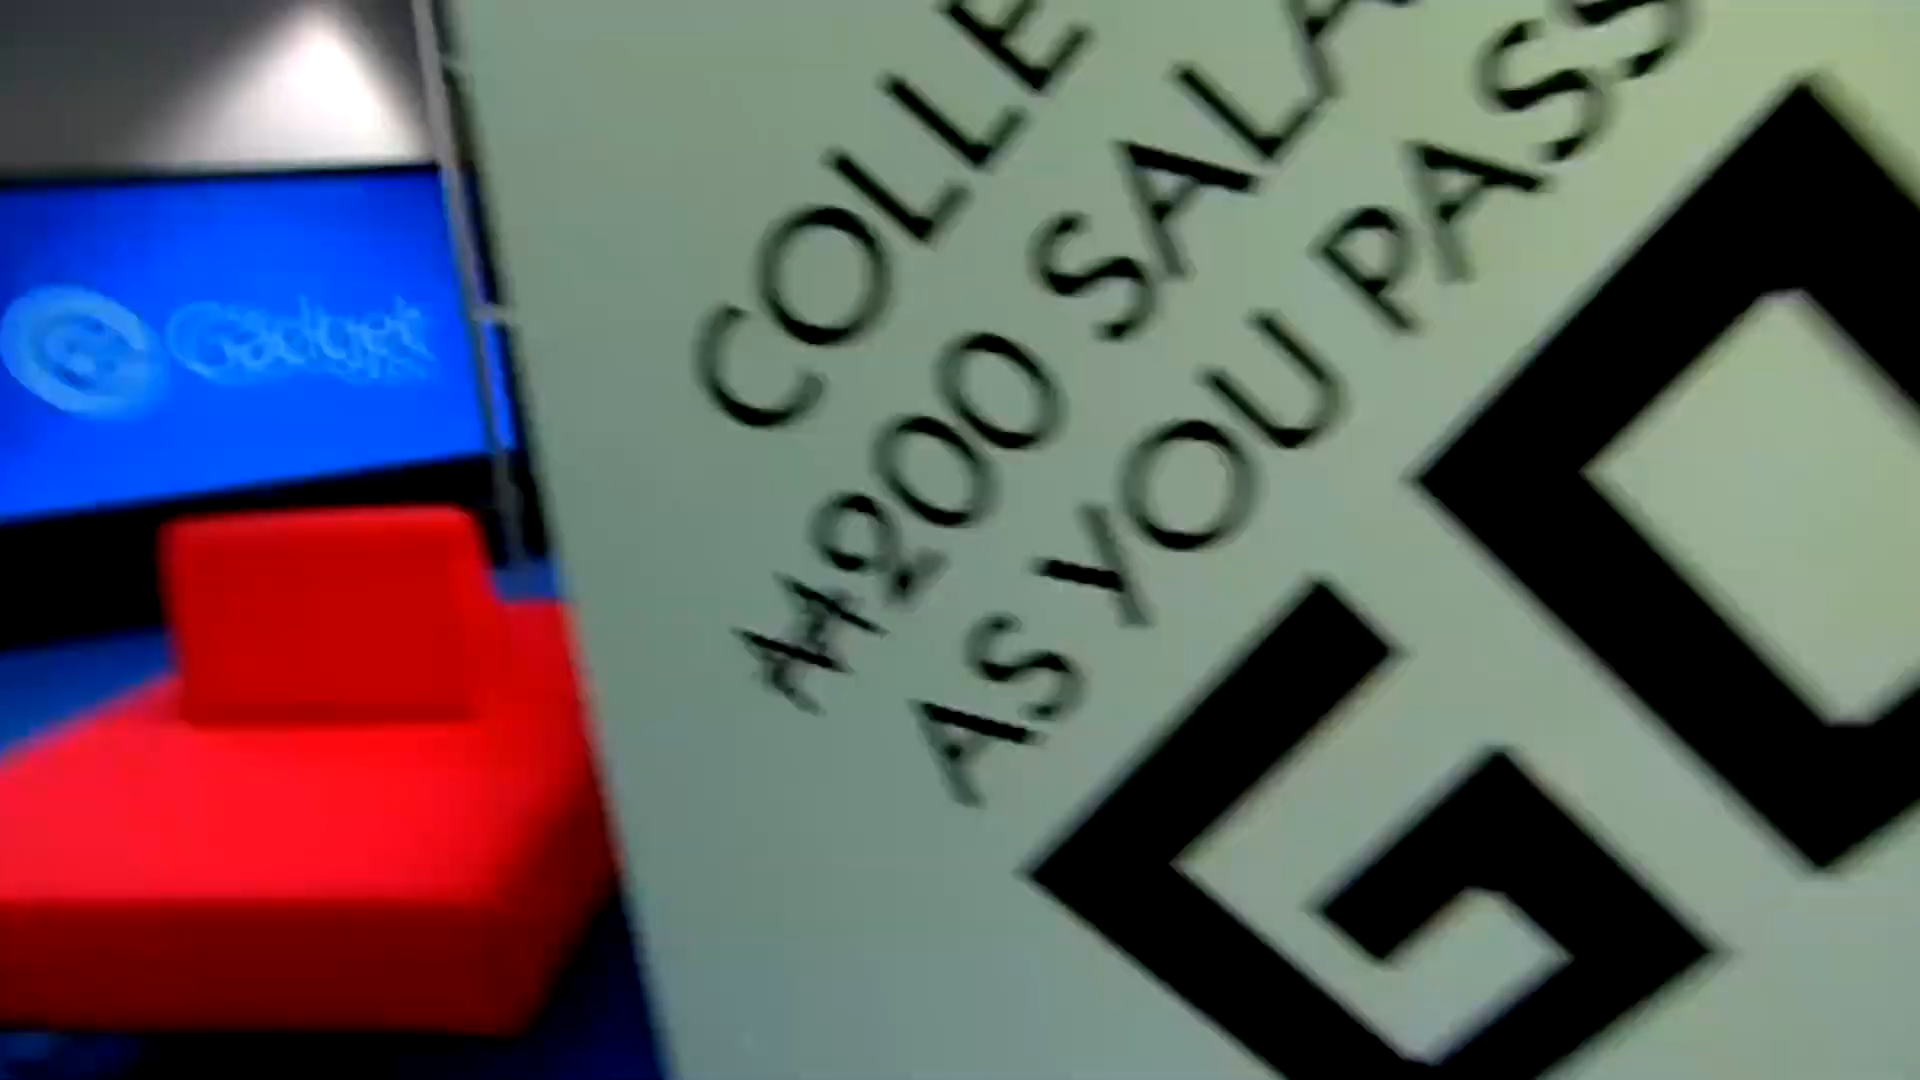 Gadget
COLLE
₩200 SALA
AS YOU PASS
GO